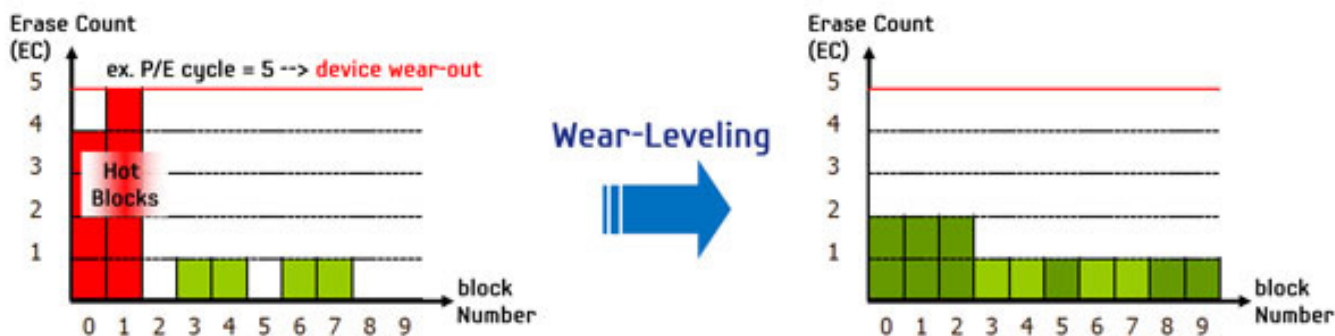 Erase Count
(EC)
ex. P/E cycle = 5 --> device wear-out
5
4
3
2
1
Hot
Blocks
0 1 2 3 4 5 6 7 8 9
block
Number
Wear-Leveling
Erase Count
(EC)
5
4
3
2
1
0 1 2 3 4 5 6 7 8 9
block
Number